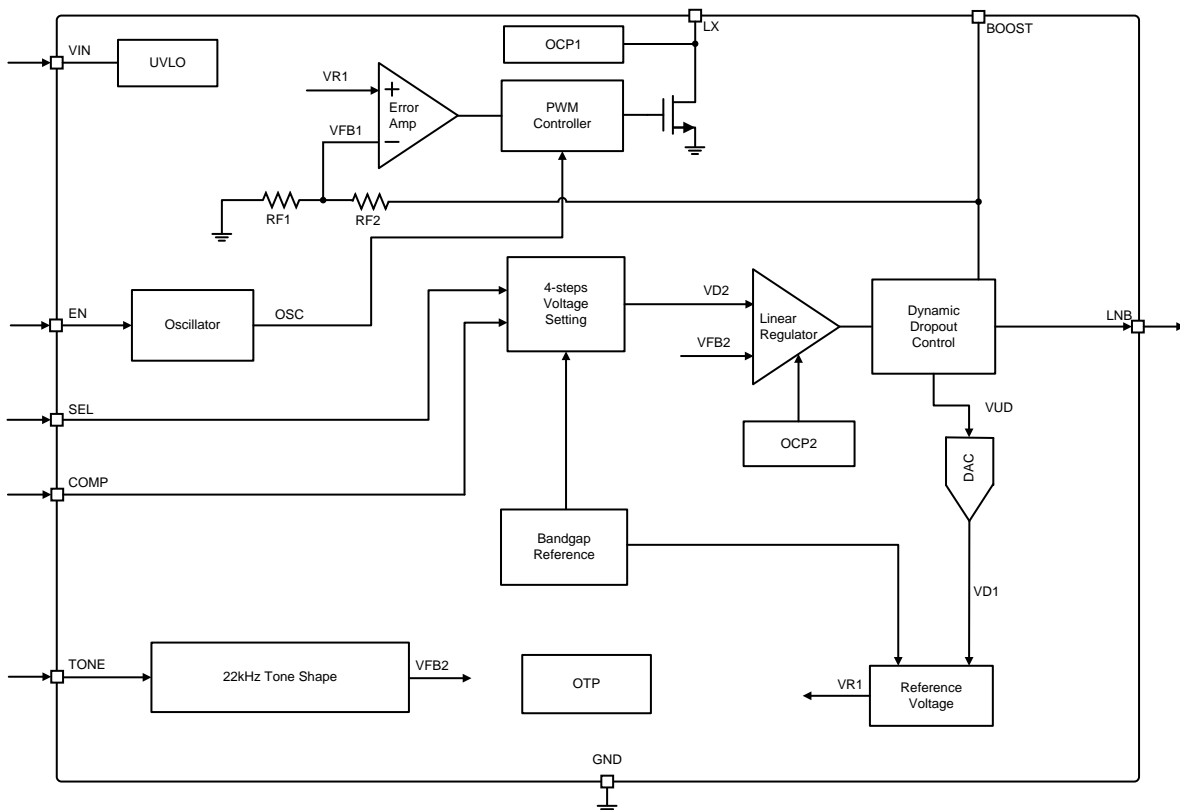 LX
BOOST
VIN
UVLO
OCP1
VR1
+
Error
Amp
PWM
Controller
VFB1
−
RF1
RF2
EN
Oscillator
OSC
4-steps
Voltage
Setting
VD2
Linear
Regulator
VFB2
Dynamic
Dropout
Control
LNB
SEL
OCP2
VUD
DAC
COMP
Bandgap
Reference
VD1
TONE
22kHz Tone Shape
VFB2
OTP
VR1
Reference
Voltage
GND